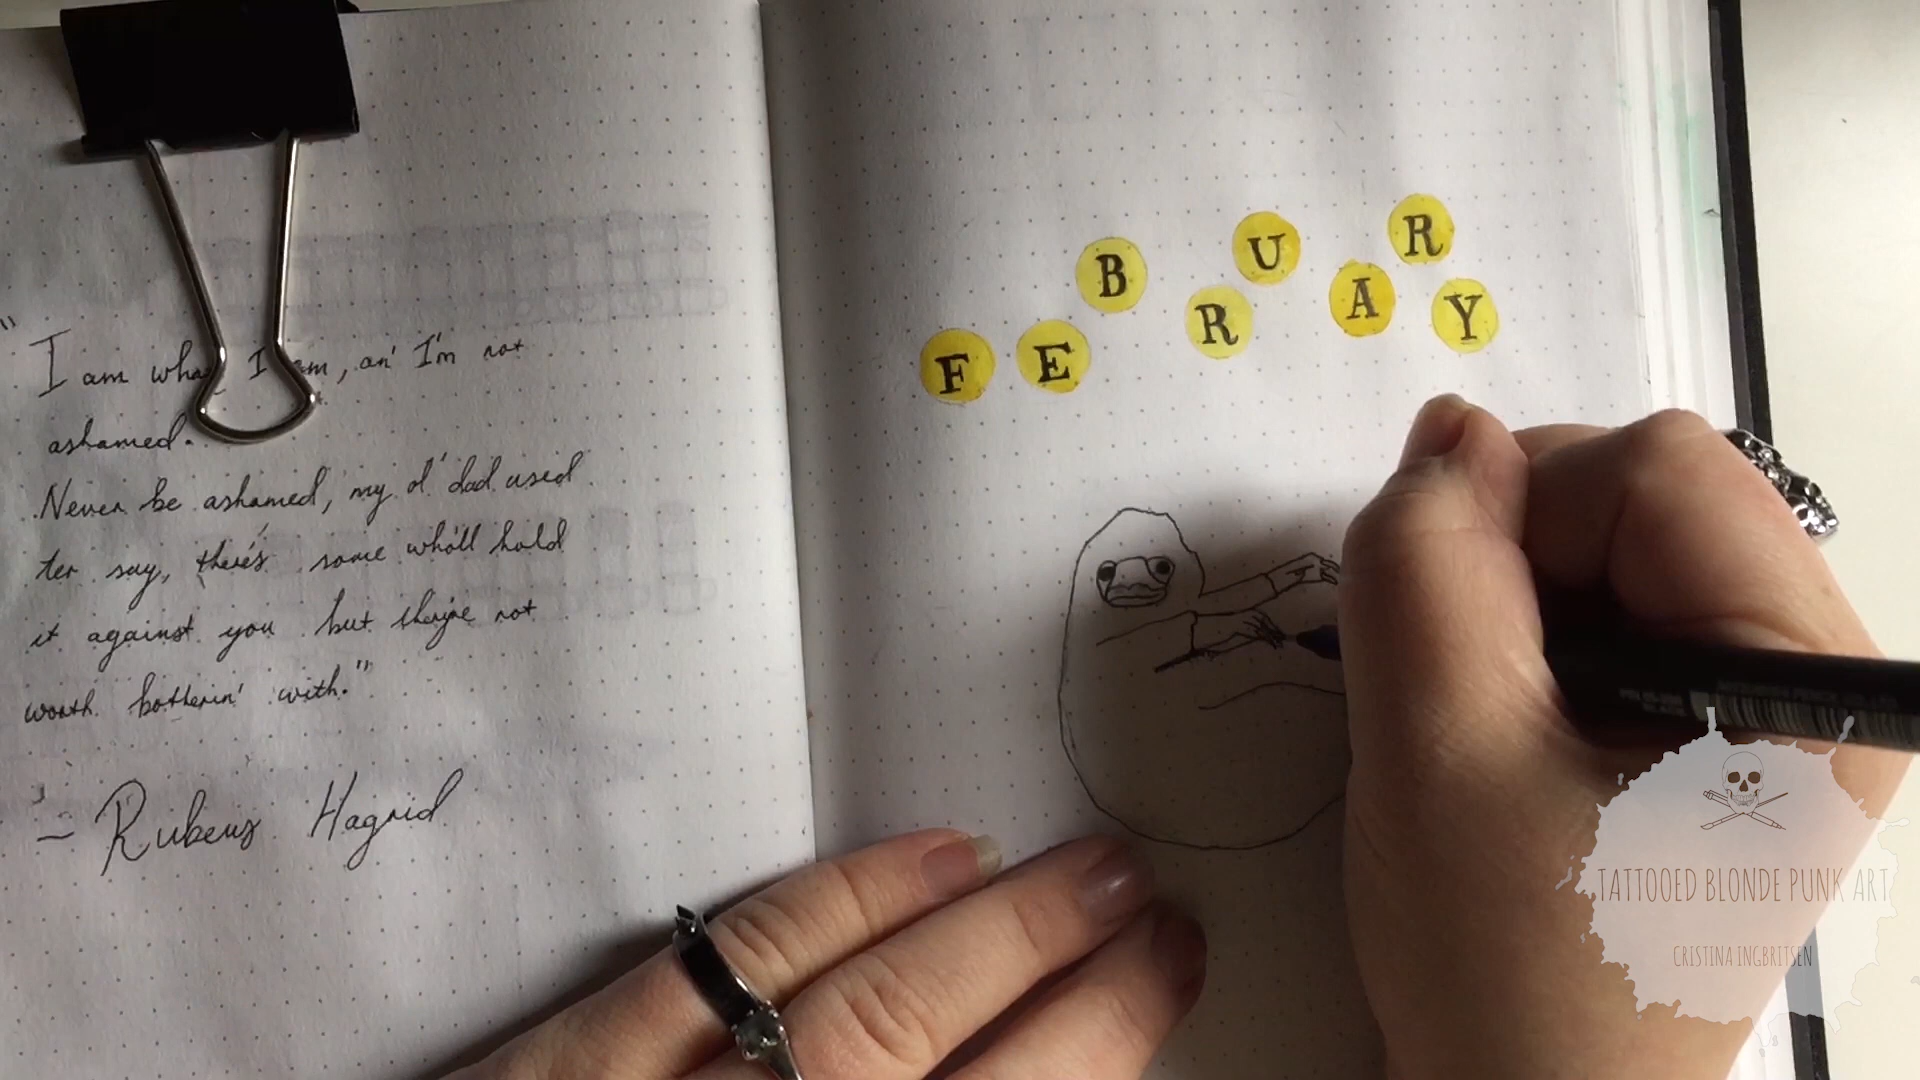 "I am what I am, an' I'm not
ashamed.
Never be ashamed, my ol' dad used
ter say, there's some who'll hold
it against you but they're not
worth botherin' with."
- Rubeus Hagrid
FEBRUARY
TATTOOED BLONDE PUNK ART
CRISTINA INGBRITSEN